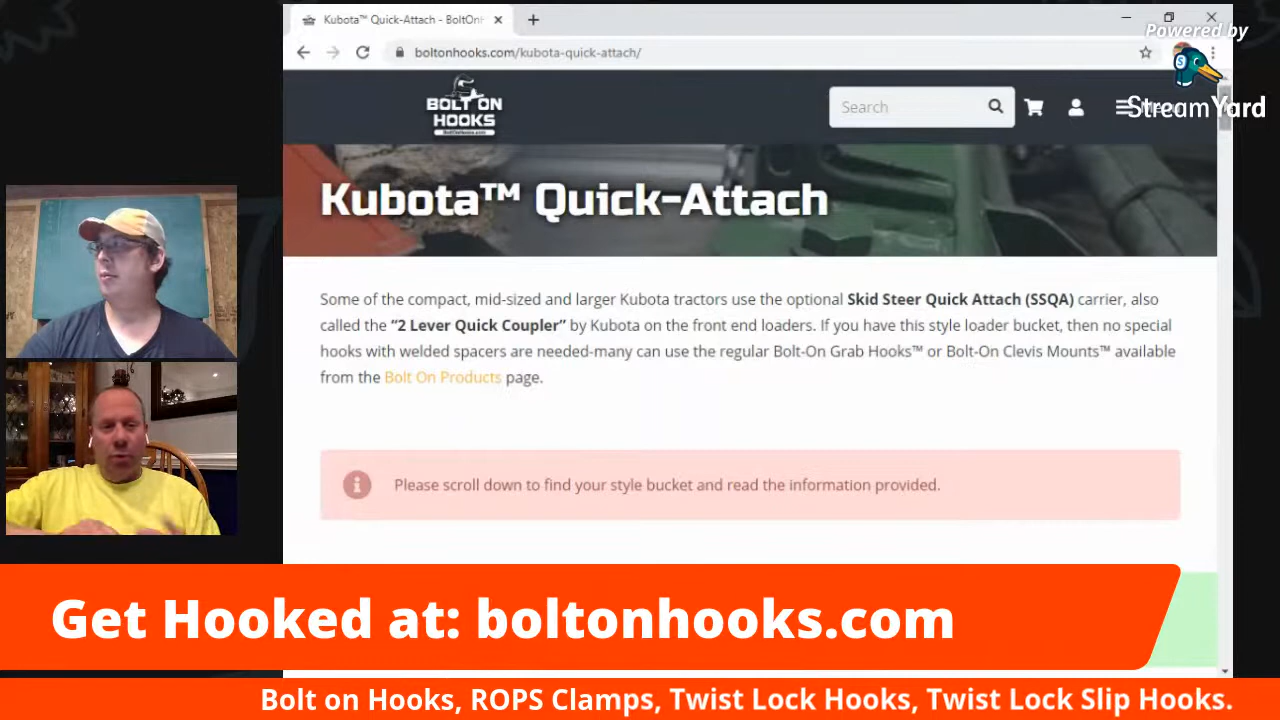 Kubota™ Quick-Attach - BoltOn
Powered by
boltonhooks.com/kubota-quick-attach/
S
StreamYard
BOLT ON
HOOKS
Search
Kubota™ Quick-Attach
Some of the compact, mid-sized and larger Kubota tractors use the optional Skid Steer Quick Attach (SSQA) carrier, also
called the “2 Lever Quick Coupler” by Kubota on the front end loaders. If you have this style loader bucket, then no special
hooks with welded spacers are needed-many can use the regular Bolt-On Grab Hooks™ or Bolt-On Clevis Mounts™ available
from the Bolt On Products page.
Please scroll down to find your style bucket and read the information provided.
Get Hooked at: boltonhooks.com
Bolt on Hooks, ROPS Clamps, Twist Lock Hooks, Twist Lock Slip Hooks.